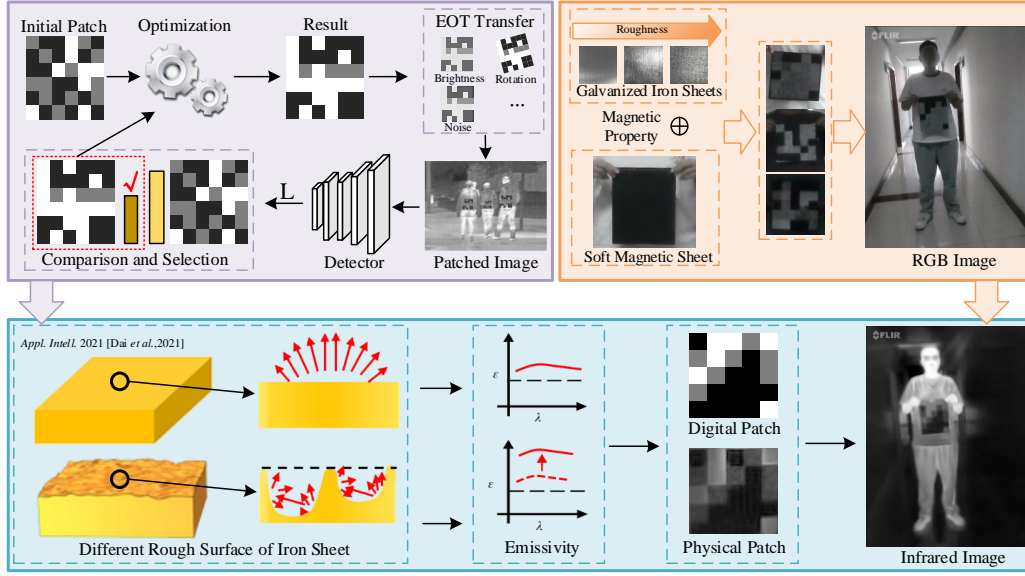 Initial Patch
Optimization
Result
EOT Transfer
Brightness
Rotation
Noise
...
L
Comparison and Selection
Detector
Patched Image
Roughness
Galvanized Iron Sheets
Magnetic
Property
Soft Magnetic Sheet
FLIR
RGB Image
Appl. Intell. 2021 [Dai et al.,2021]
ε
λ
ε
λ
Different Rough Surface of Iron Sheet
Emissivity
Digital Patch
Physical Patch
FLIR
Infrared Image